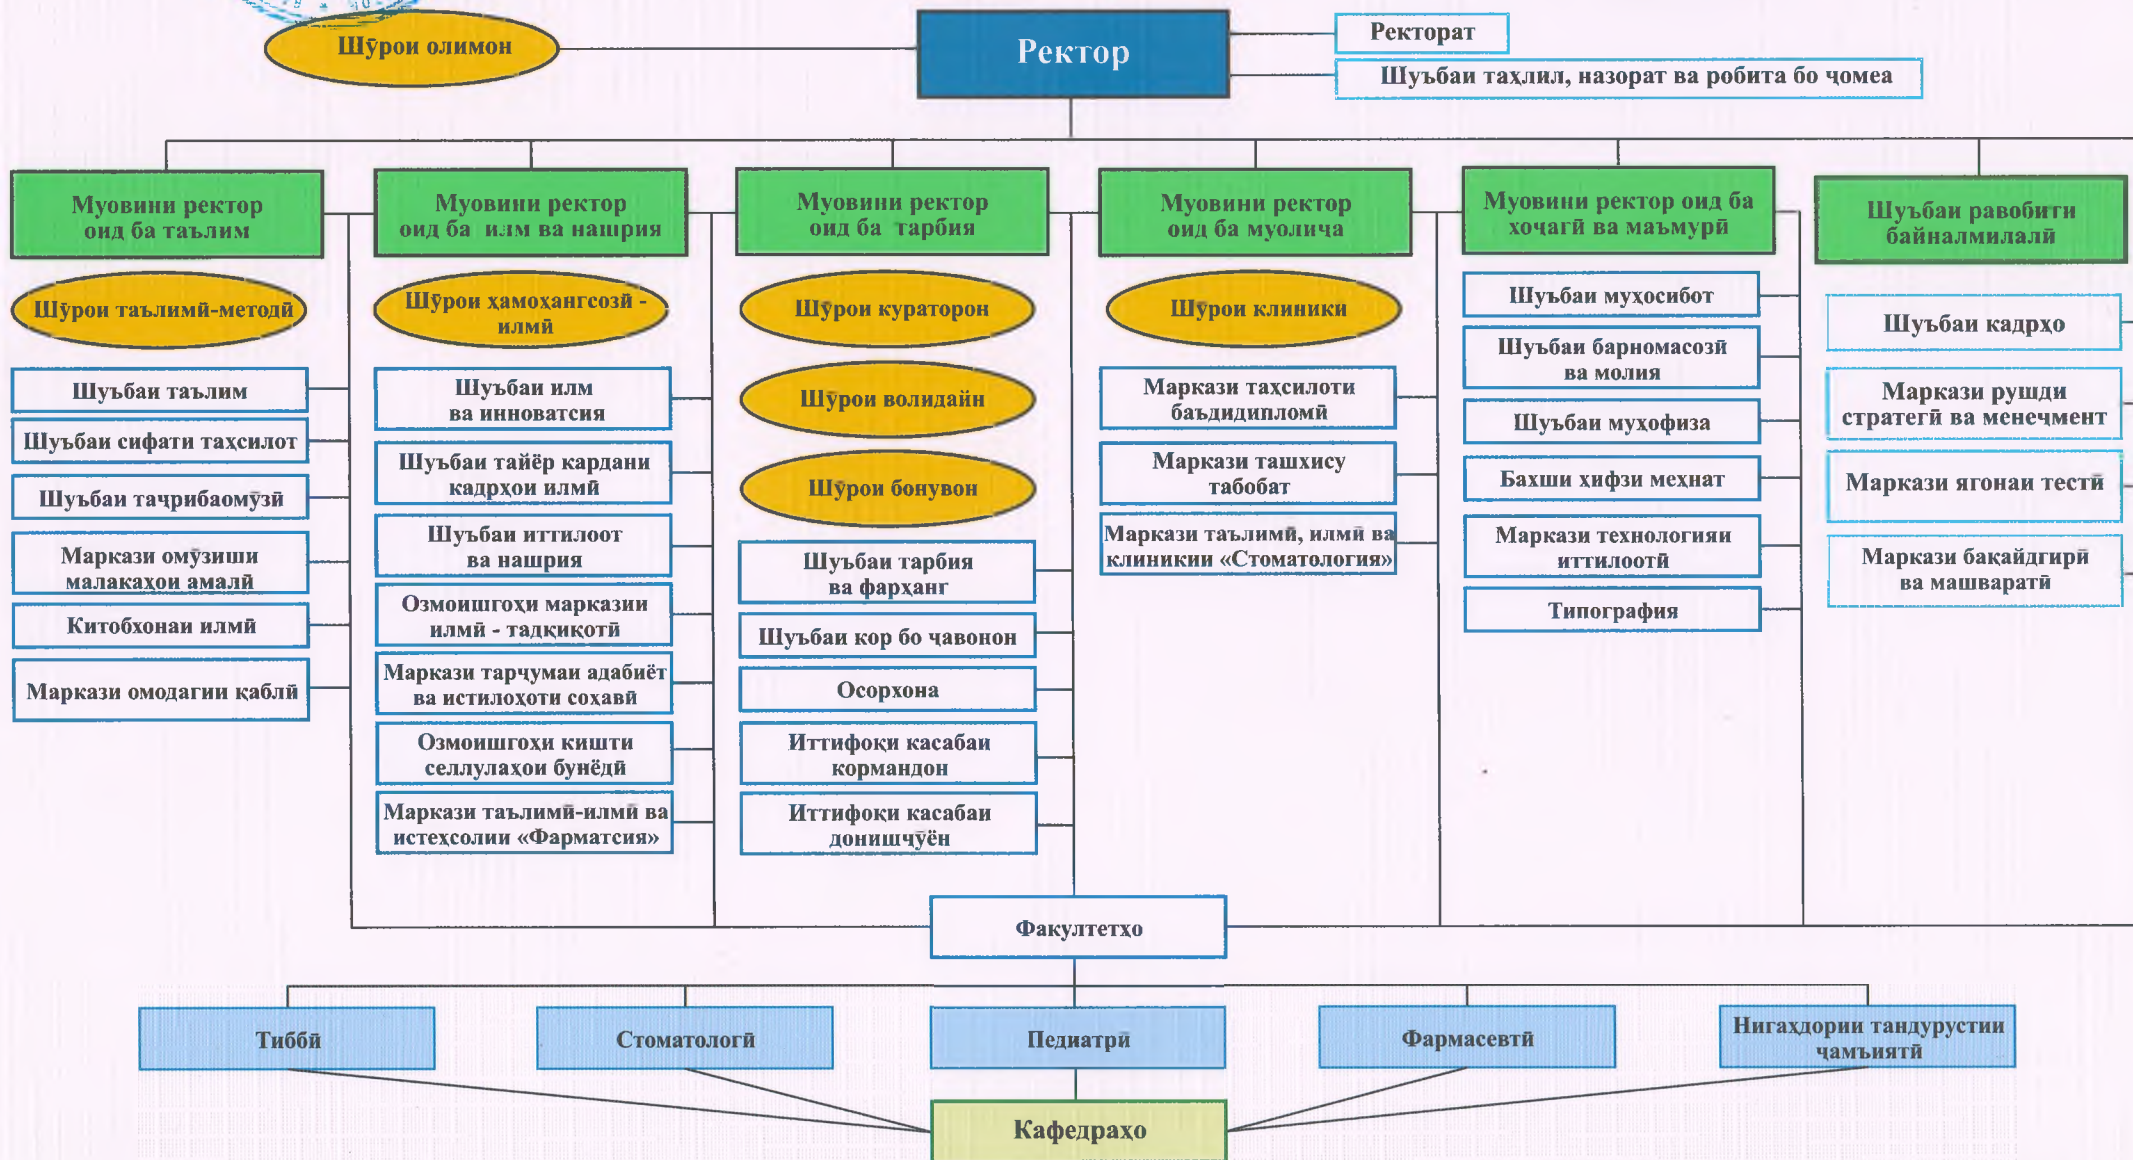 Шӯрои олимон
Ректор
Ректорат
Шуъбаи таҳлил, назорат ва робита бо ҷомеа
Муовини ректор
оид ба таълим
Шӯрои таълимӣ-методӣ
Шуъбаи таълим
Шуъбаи сифати таҳсилот
Шуъбаи таҷрибаомӯзӣ
Маркази омӯзиши
малакаҳои амалӣ
Китобхонаи илмӣ
Маркази омодагии қаблӣ
Муовини ректор
оид ба илм ва нашрия
Шӯрои ҳамоҳангсозӣ -
илмӣ
Шуъбаи илм
ва инноватсия
Шуъбаи тайёр кардани
кадрҳои илмӣ
Шуъбаи иттилоот
ва нашрия
Озмоишгоҳи марказии
илмӣ - тадқиқотӣ
Маркази тарҷумаи адабиёт
ва истилоҳоти соҳавӣ
Озмоишгоҳи кишти
селлулаҳои бунёдӣ
Маркази таълимӣ-илмӣ ва
истеҳсолии «Фарматсия»
Муовини ректор
оид ба тарбия
Шӯрои кураторон
Шӯрои волидайн
Шӯрои бонувон
Шуъбаи тарбия
ва фарҳанг
Шуъбаи кор бо ҷавонон
Осорхона
Иттифоқи касабаи
кормандон
Иттифоқи касабаи
донишҷӯён
Муовини ректор
оид ба муолиҷа
Шӯрои клиники
Маркази таҳсилоти
баъдидипломӣ
Маркази ташхису
табобат
Маркази таълимӣ, илмӣ ва
клиникии «Стоматология»
Муовини ректор оид ба
хоҷагӣ ва маъмурӣ
Шуъбаи муҳосибот
Шуъбаи барномасозӣ
ва молия
Шуъбаи муҳофиза
Бахши ҳифзи меҳнат
Маркази технологияи
иттилоотӣ
Типография
Шуъбаи равобити
байналмилалӣ
Шуъбаи кадрҳо
Маркази рушди
стратегӣ ва менеҷмент
Маркази ягонаи тестӣ
Маркази бақайдгирӣ
ва машваратӣ
Факултетҳо
Тиббӣ
Стоматологӣ
Педиатрӣ
Фармасевтӣ
Нигаҳдории тандурустии
ҷамъиятӣ
Кафедраҳо